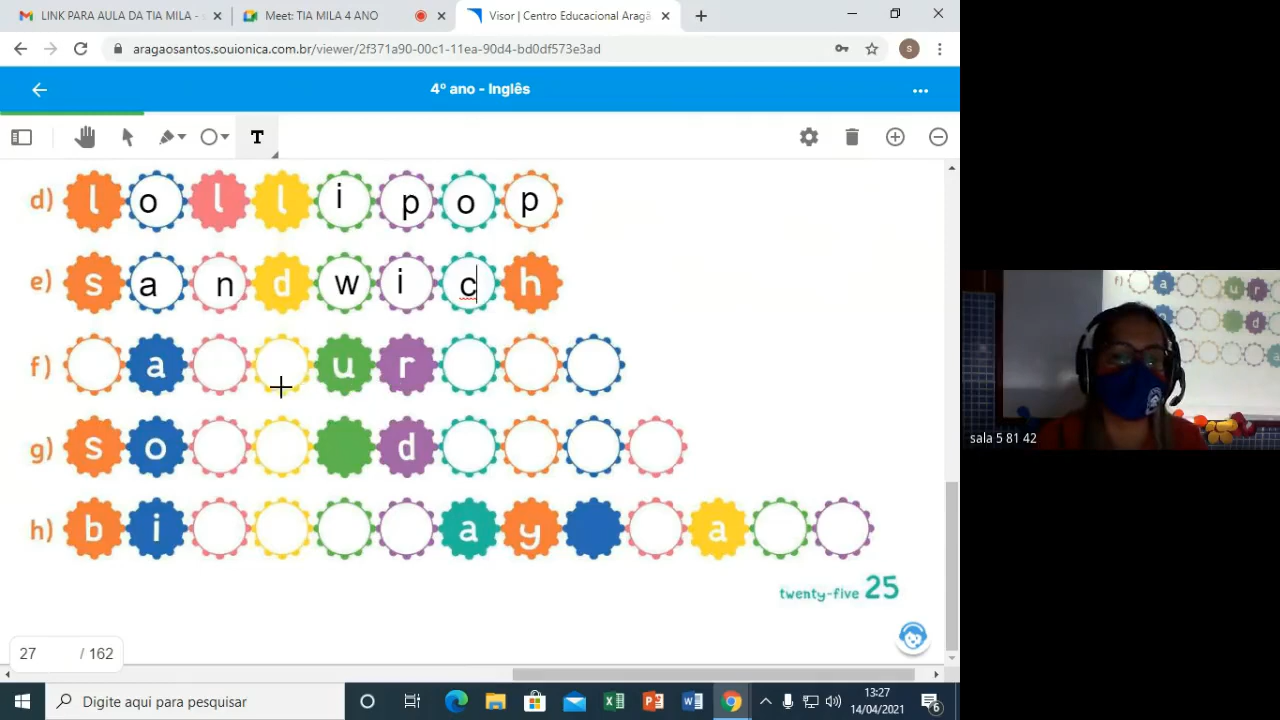 LINK PARA AULA DA TIA MILA - s
Meet: TIA MILA 4 ANO
Visor | Centro Educacional Aragã
aragaosantos.souionica.com.br/viewer/2f371a90-00c1-11ea-90d4-bd0df573e3ad
s
4º ano - Inglês
T
d) l o l l i p o p
e) s a n d w i c h
f) a u r
g) s o d
h) b i a y a
twenty-five 25
27 / 162
sala 5 81 42
f) a u r
d
a
Digite aqui para pesquisar
13:27
14/04/2021
6